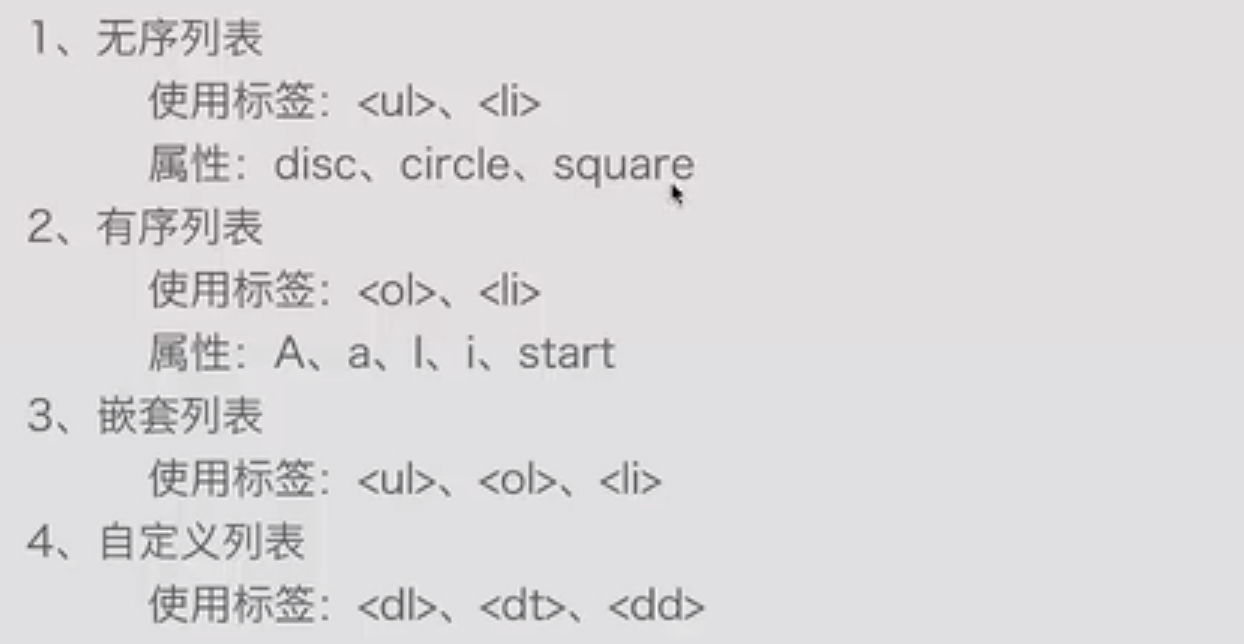 1、无序列表
使用标签：<ul>、<li>
属性：disc、circle、square
2、有序列表
使用标签：<ol>、<li>
属性：A、a、I、i、start
3、嵌套列表
使用标签：<ul>、<ol>、<li>
4、自定义列表
使用标签：<dl>、<dt>、<dd>